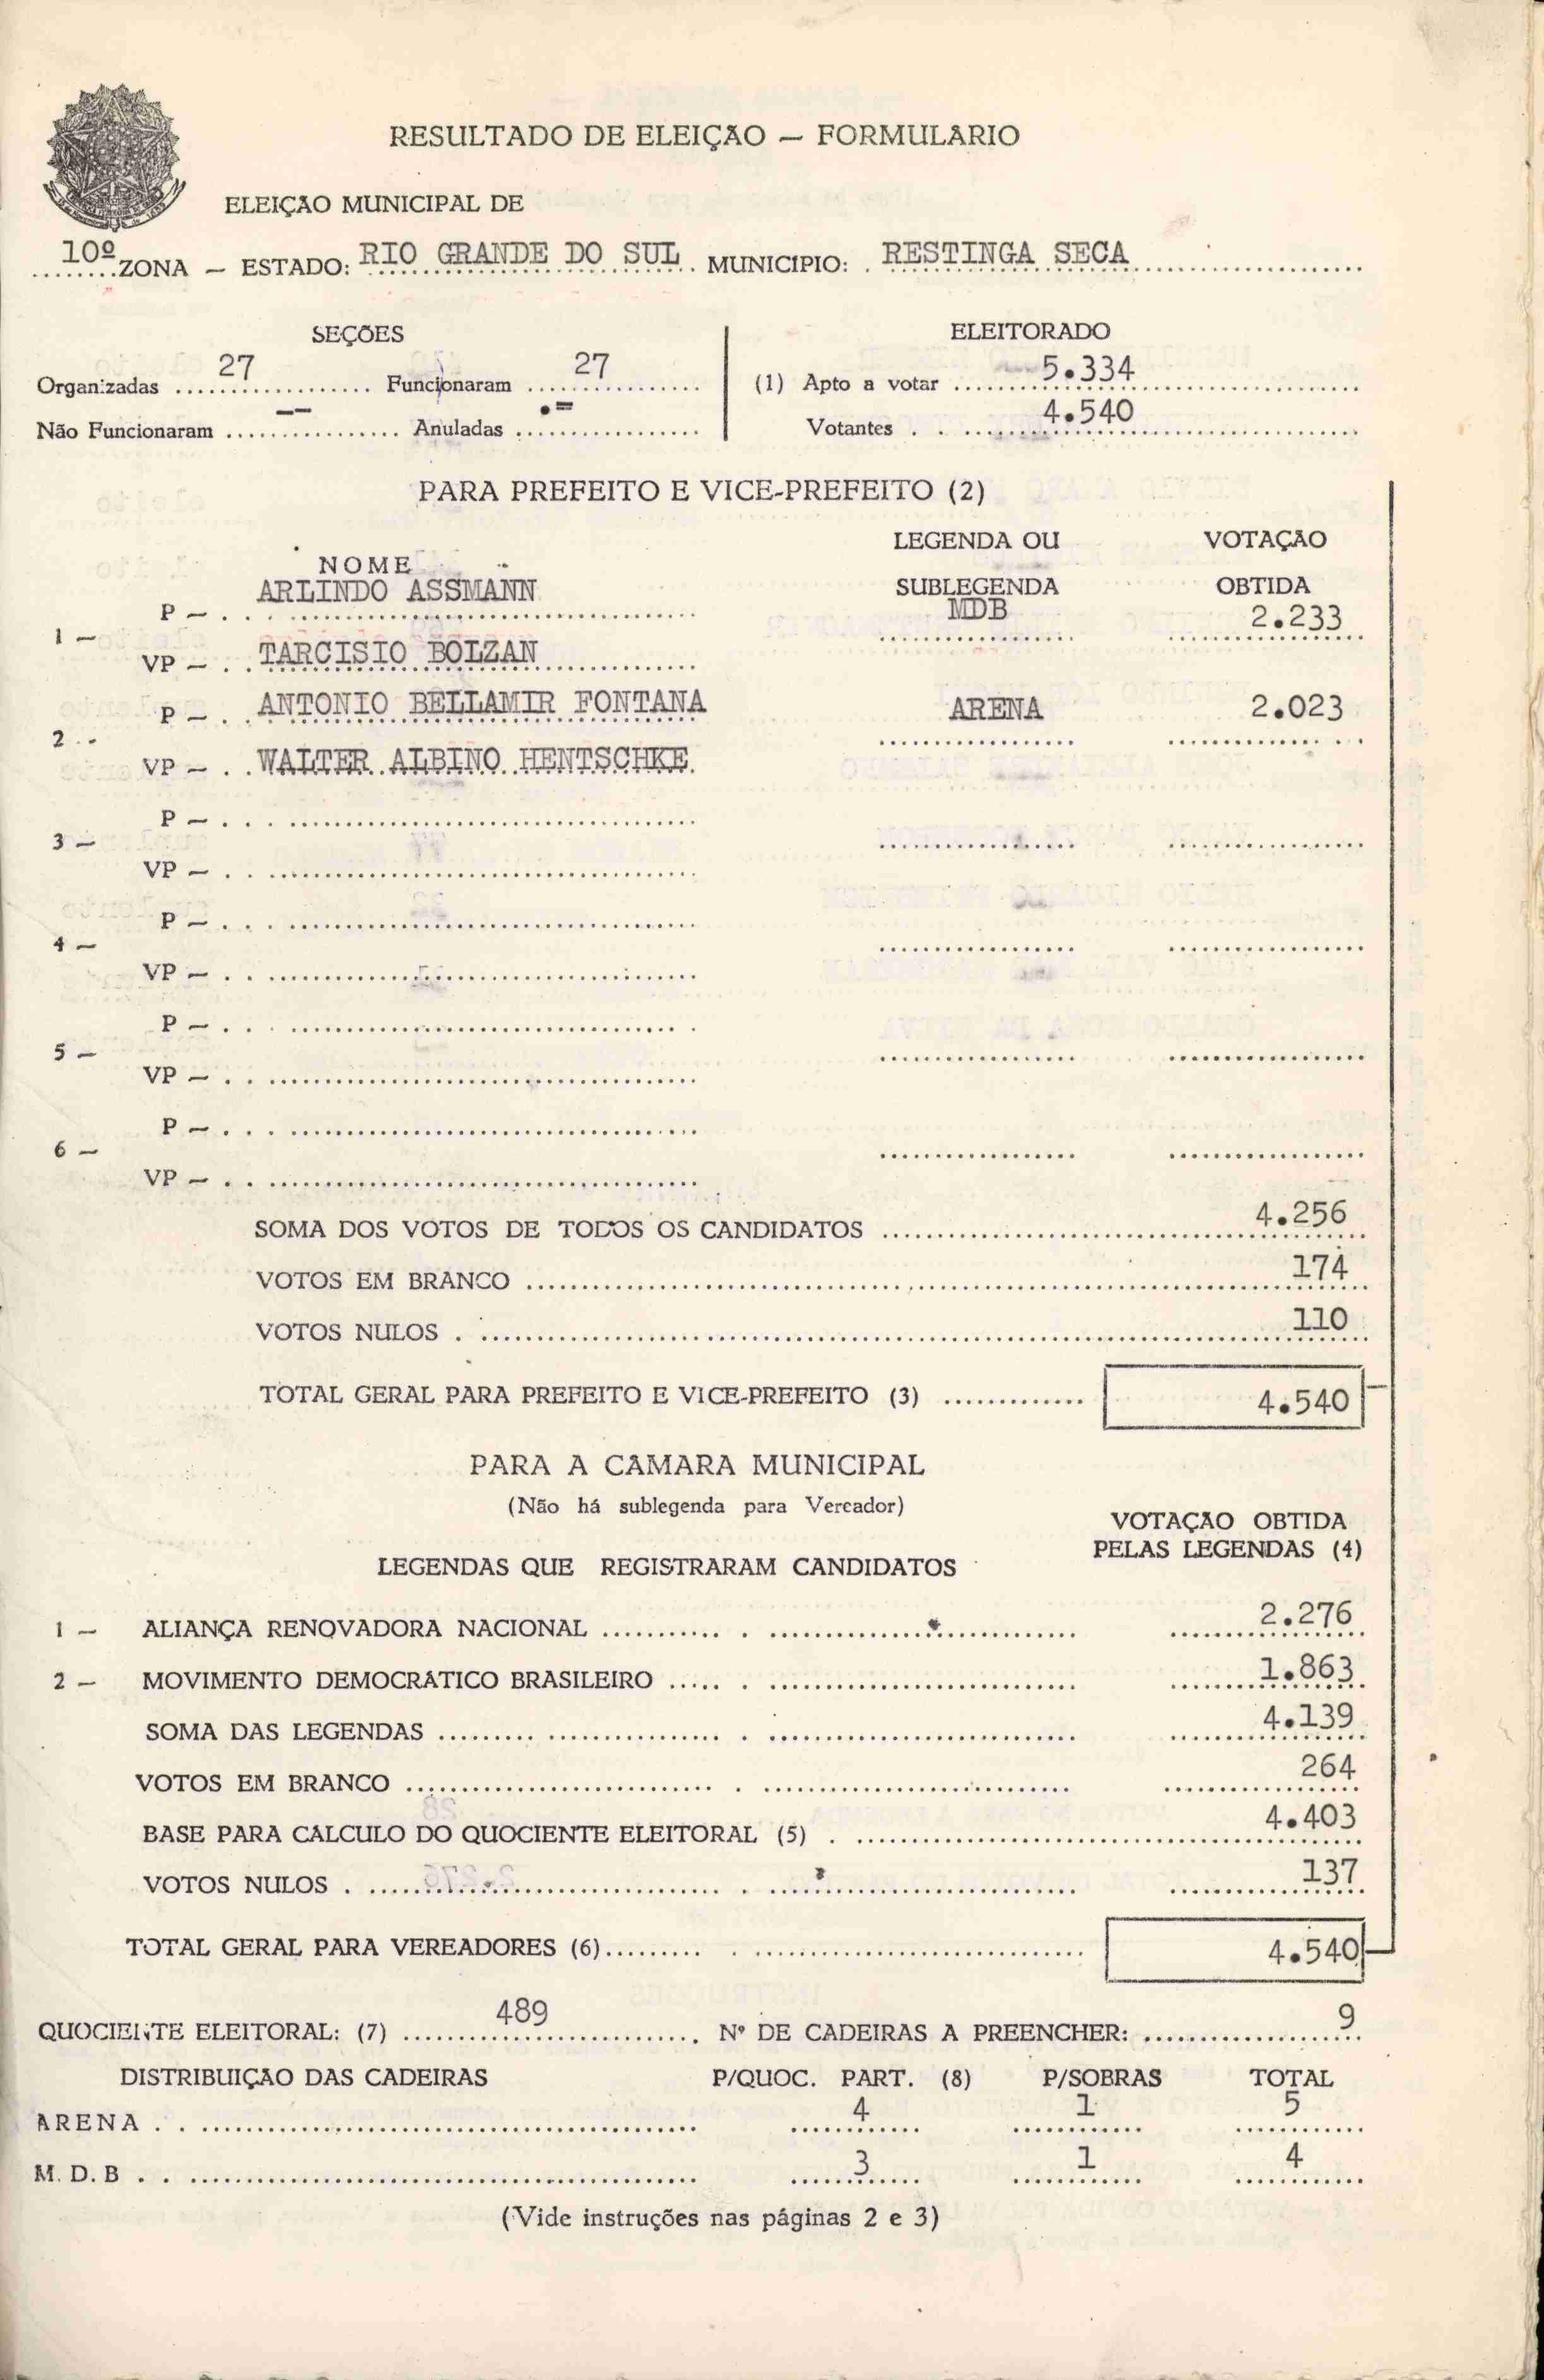 RESULTADO DE ELEIÇÃO — FORMULARIO
ELEIÇÃO MUNICIPAL DE
10º ZONA — ESTADO: RIO GRANDE DO SUL MUNICIPIO: RESTINGA SECA
SEÇÕES ELEITORADO
Organizadas 27 Funcionaram 27 (1) Apto a votar 5.334
Não Funcionaram -- Anuladas .= Votantes 4.540
PARA PREFEITO E VICE-PREFEITO (2)
NOME LEGENDA OU SUBLEGENDA VOTAÇÃO OBTIDA
1 — P — ARLINDO ASSMANN MDB 2.233
VP — TARCISIO BOLZAN
2 - P — ANTONIO BELLAMIR FONTANA ARENA 2.023
VP — WALTER ALBINO HENTSCHKE
3 — P —
VP —
4 — P —
VP —
5 — P —
VP —
6 — P —
VP —
SOMA DOS VOTOS DE TODOS OS CANDIDATOS 4.256
VOTOS EM BRANCO 174
VOTOS NULOS 110
TOTAL GERAL PARA PREFEITO E VICE-PREFEITO (3) 4.540
PARA A CAMARA MUNICIPAL
(Não há sublegenda para Vereador)
LEGENDAS QUE REGISTRARAM CANDIDATOS VOTAÇÃO OBTIDA PELAS LEGENDAS (4)
1 — ALIANÇA RENOVADORA NACIONAL 2.276
2 — MOVIMENTO DEMOCRÁTICO BRASILEIRO 1.863
SOMA DAS LEGENDAS 4.139
VOTOS EM BRANCO 264
BASE PARA CALCULO DO QUOCIENTE ELEITORAL (5) 4.403
VOTOS NULOS 137
TOTAL GERAL PARA VEREADORES (6) 4.540
QUOCIENTE ELEITORAL: (7) 489 Nº DE CADEIRAS A PREENCHER: 9
DISTRIBUIÇÃO DAS CADEIRAS P/QUOC. PART. (8) P/SOBRAS TOTAL
ARENA 4 1 5
M.D.B 3 1 4
(Vide instruções nas páginas 2 e 3)